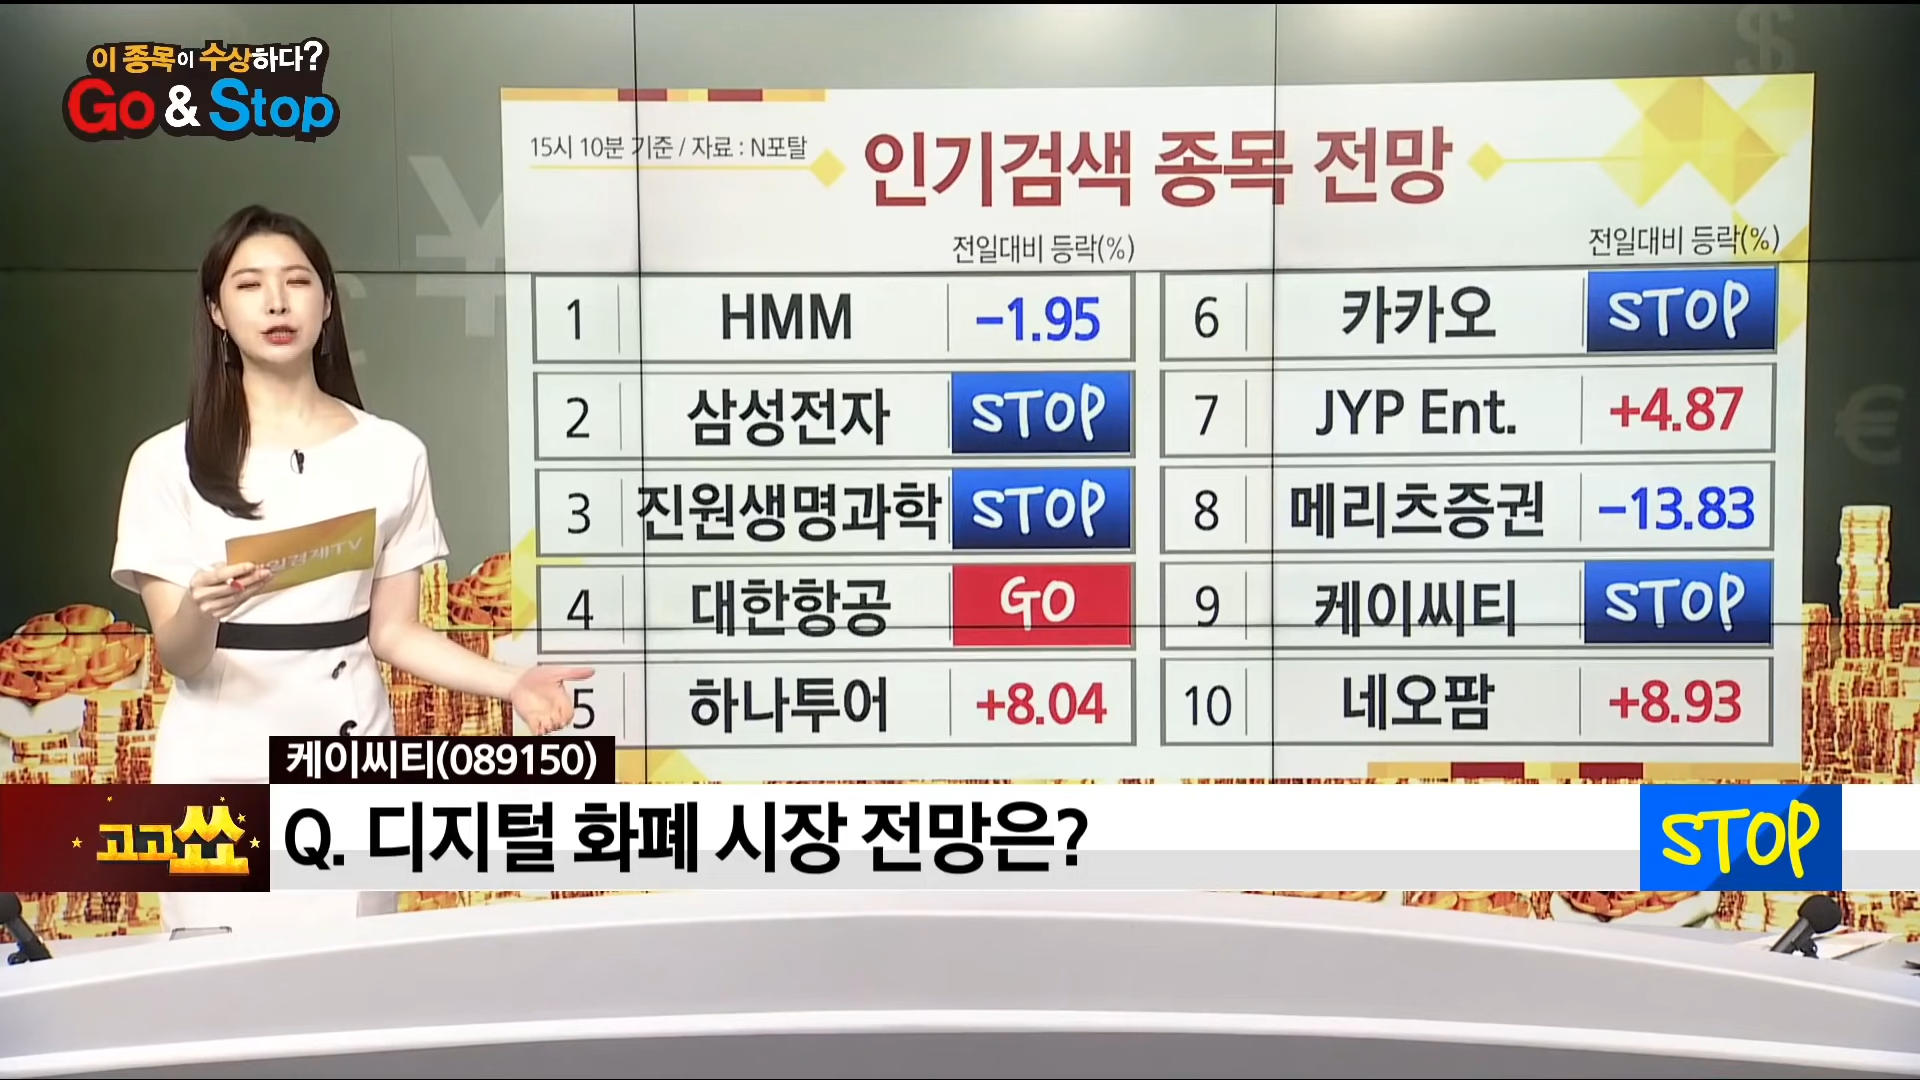 이 종목이 수상하다?
Go & Stop
15시 10분 기준 / 자료 : N포탈
인기검색 종목 전망
전일대비 등락(%)
전일대비 등락(%)
1 HMM -1.95
2 삼성전자 STOP
3 진원생명과학 STOP
4 대한항공 GO
5 하나투어 +8.04
6 카카오 STOP
7 JYP Ent. +4.87
8 메리츠증권 -13.83
9 케이씨티 STOP
10 네오팜 +8.93
매일경제TV
케이씨티(089150)
고고쑈
Q. 디지털 화폐 시장 전망은?
STOP